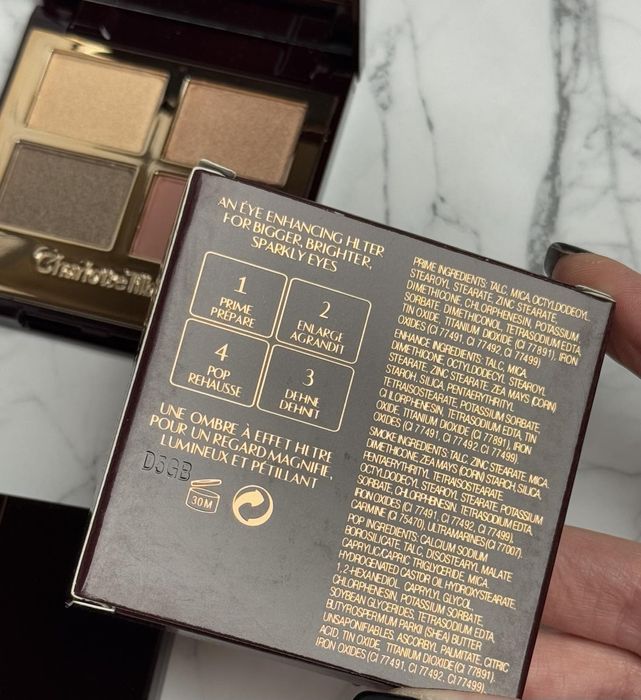 Charlotte Til
AN ÉYE ENHANCING HLTER
FOR BIGGER, BRIGHTER,
SPARKLY EYES
1
PRIME
PRÉPARE
2
ENLARGE
AGRANDIT
4
POP
REHAUSSE
3
DEHNE
DEHNIT
UNE OMBRE À EFFET HLTRE
POUR UN REGARD MAGNIFIE,
LUMINEUX ET PÉTILLANT
D5GB
30M
PRIME INGREDIENTS: TALC, MICA, OCTYLDODECYL
STEAROYL STEARATE, ZINC STEARATE,
DIMETHICONE, CHLORPHENESIN, POTASSIUM
SORBATE, DIMETHICONOL, TETRASODIUM EDTA,
TIN OXIDE, TITANIUM DIOXIDE (CI 77891), IRON
OXIDES (CI 77491, CI 77492, CI 77499)
ENHANCE INGREDIENTS: TALC, MICA,
DIMETHICONE, OCTYLDODECYL STEAROYL
STEARATE, ZINC STEARATE, ZEA MAYS (CORN)
STARCH, SILICA, PENTAERYTHRITYL
TETRAISOSTEARATE, POTASSIUM SORBATE,
CHLORPHENESIN, TETRASODIUM EDTA, TIN
OXIDE, TITANIUM DIOXIDE (CI 77891), IRON
OXIDES (CI 77491, CI 77492, CI 77499)
SMOKE INGREDIENTS: TALC, ZINC STEARATE, MICA,
DIMETHICONE, ZEA MAYS (CORN) STARCH, SILICA,
PENTAERYTHRITYL TETRAISOSTEARATE,
OCTYLDODECYL STEAROYL STEARATE, POTASSIUM
SORBATE, CHLORPHENESIN, TETRASODIUM EDTA,
IRON OXIDES (CI 77491, CI 77492, CI 77499),
CARMINE (CI 75470), ULTRAMARINES (CI 77007)
POP INGREDIENTS: CALCIUM SODIUM
BOROSILICATE, TALC, DIISOSTEARYL MALATE
CAPRYLIC/CAPRIC TRIGLYCERIDE, MICA,
HYDROGENATED CASTOR OIL HYDROXYSTEARATE,
1,2-HEXANEDIOL, CAPRYLYL GLYCOL,
CHLORPHENESIN, POTASSIUM SORBATE,
SOYBEAN GLYCERIDES, TETRASODIUM EDTA,
BUTYROSPERMUM PARKII (SHEA) BUTTER
UNSAPONIFIABLES, ASCORBYL PALMITATE, CITRIC
ACID, TIN OXIDE, TITANIUM DIOXIDE (CI 77891),
IRON OXIDES (CI 77491, CI 77492, CI 77499)